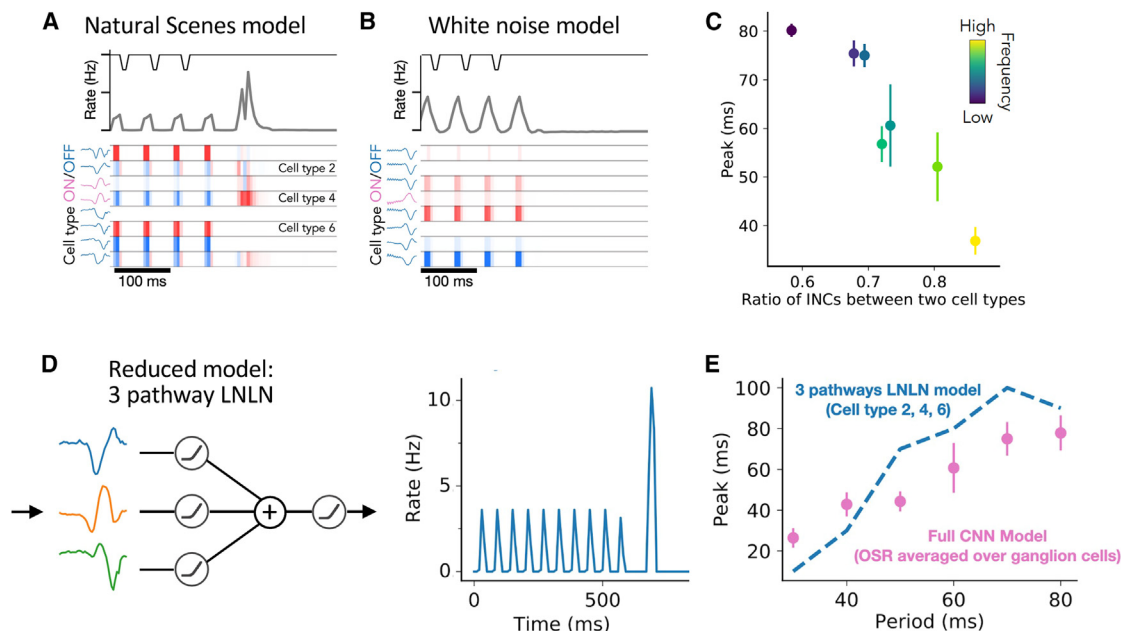 A
Natural Scenes model
Rate (Hz)
Cell type ON/OFF
Cell type 2
Cell type 4
Cell type 6
100 ms
B
White noise model
Rate (Hz)
Cell type ON/OFF
100 ms
C
80
70
60
50
40
Peak (ms)
0.6 0.7 0.8
Ratio of INCs between two cell types
High
Frequency
Low
D
Reduced model:
3 pathway LNLN
+
10
5
0
Rate (Hz)
0 500
Time (ms)
E
100
80
60
40
20
Peak (ms)
3 pathways LNLN model
(Cell type 2, 4, 6)
Full CNN Model
(OSR averaged over ganglion cells)
40 60 80
Period (ms)